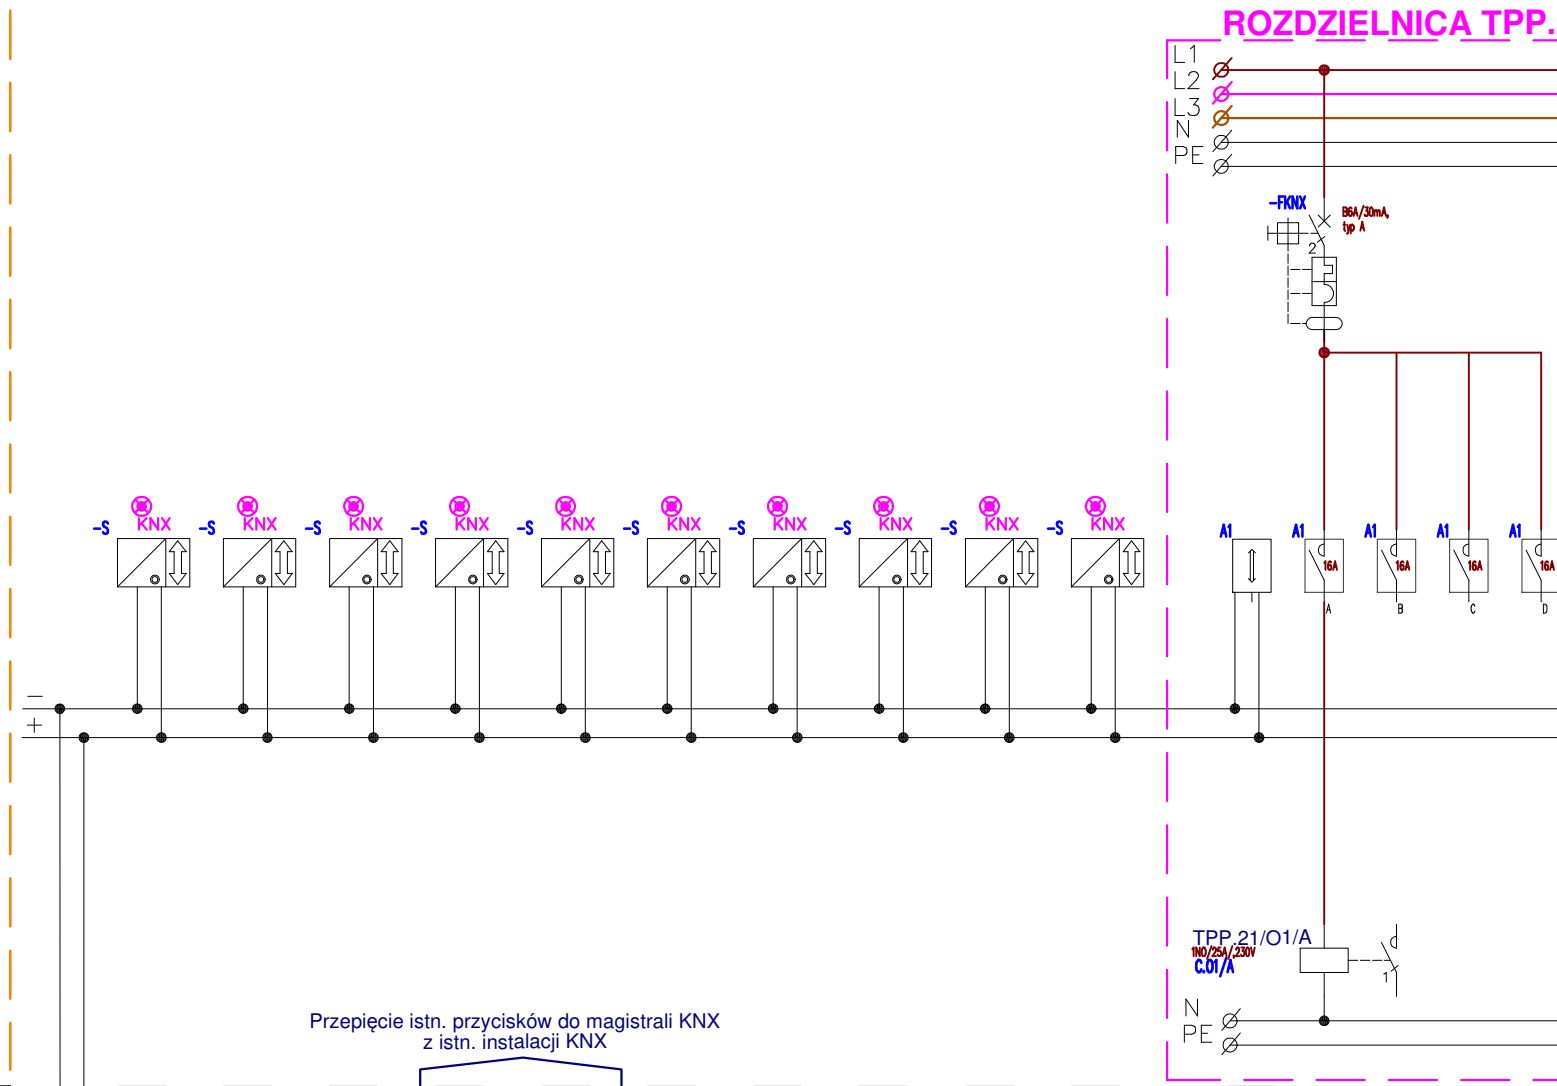 ROZDZIELNICA TPP.
L1
L2
L3
N
PE
-FKNX
B6A/30mA,
typ A
2
KNX KNX KNX KNX KNX KNX KNX KNX KNX KNX
-S -S -S -S -S -S -S -S -S -S
A1 A1 A1 A1 A1
16A 16A 16A 16A
A B C D
-
+
TPP.21/O1/A
1NO/25A/,230V
C.O1/A
1
N
PE
Przepięcie istn. przycisków do magistrali KNX
z istn. instalacji KNX